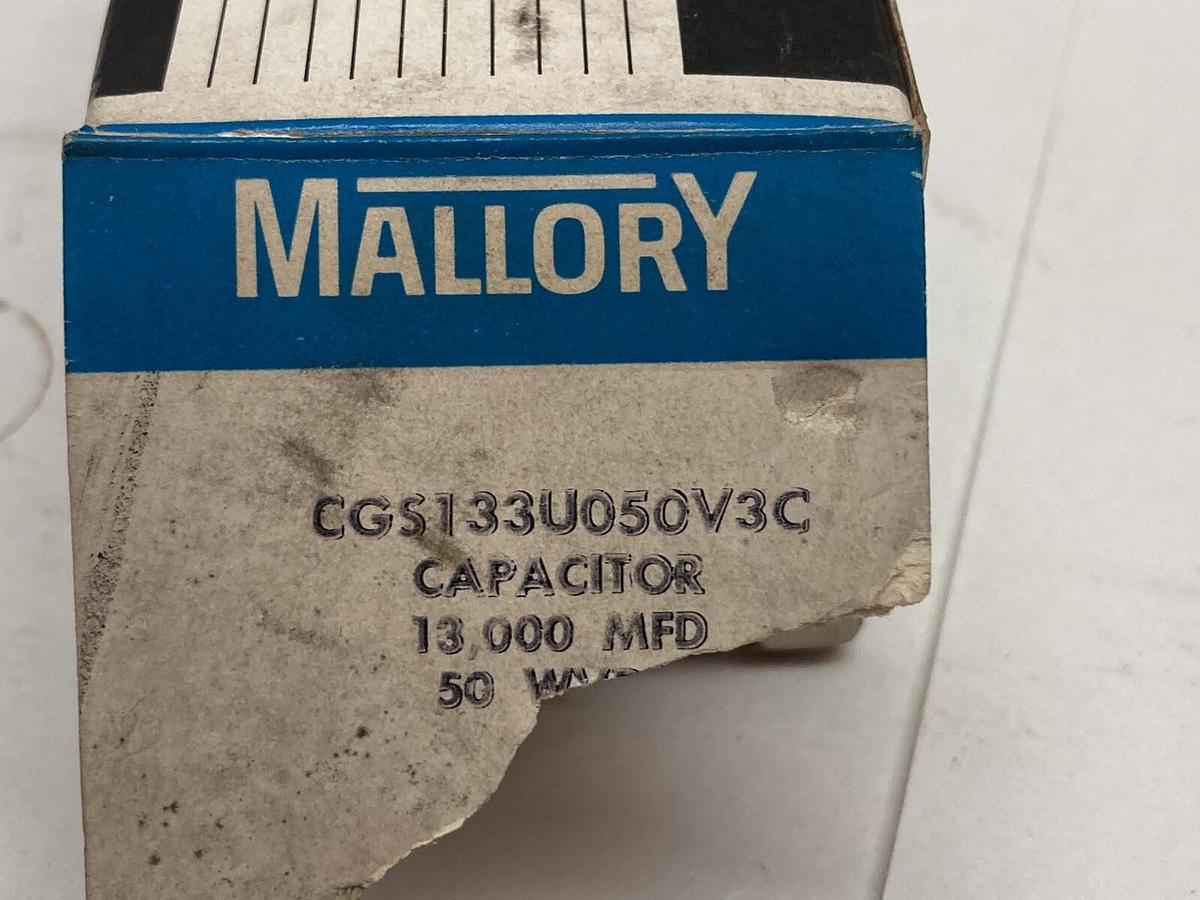 MALLORY
CGS133U050V3C
CAPACITOR
13,000 MFD
50